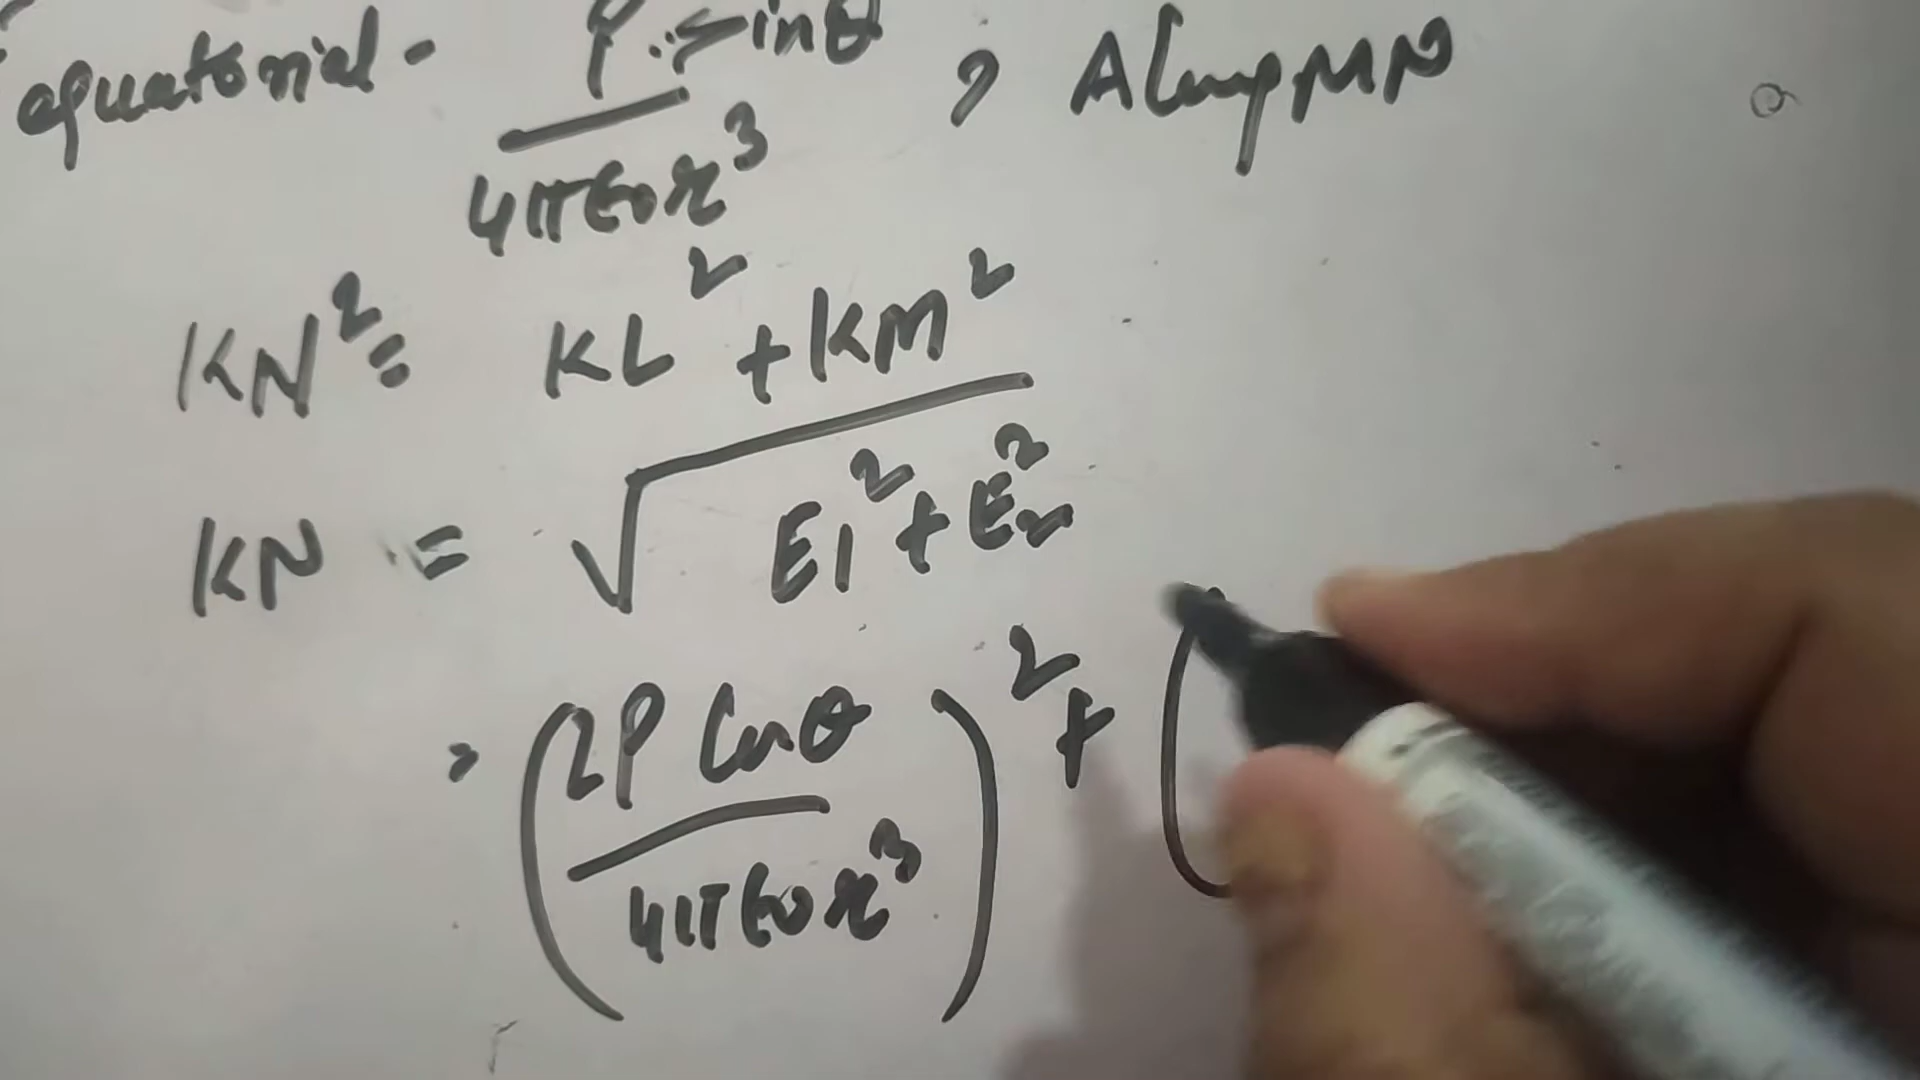 equatorial - P.sinθ / 4πε0r³ , Along MN
KN² = KL² + KM²
KN = √E1² + E2²
= (2P Cosθ / 4πε0r³)² + (